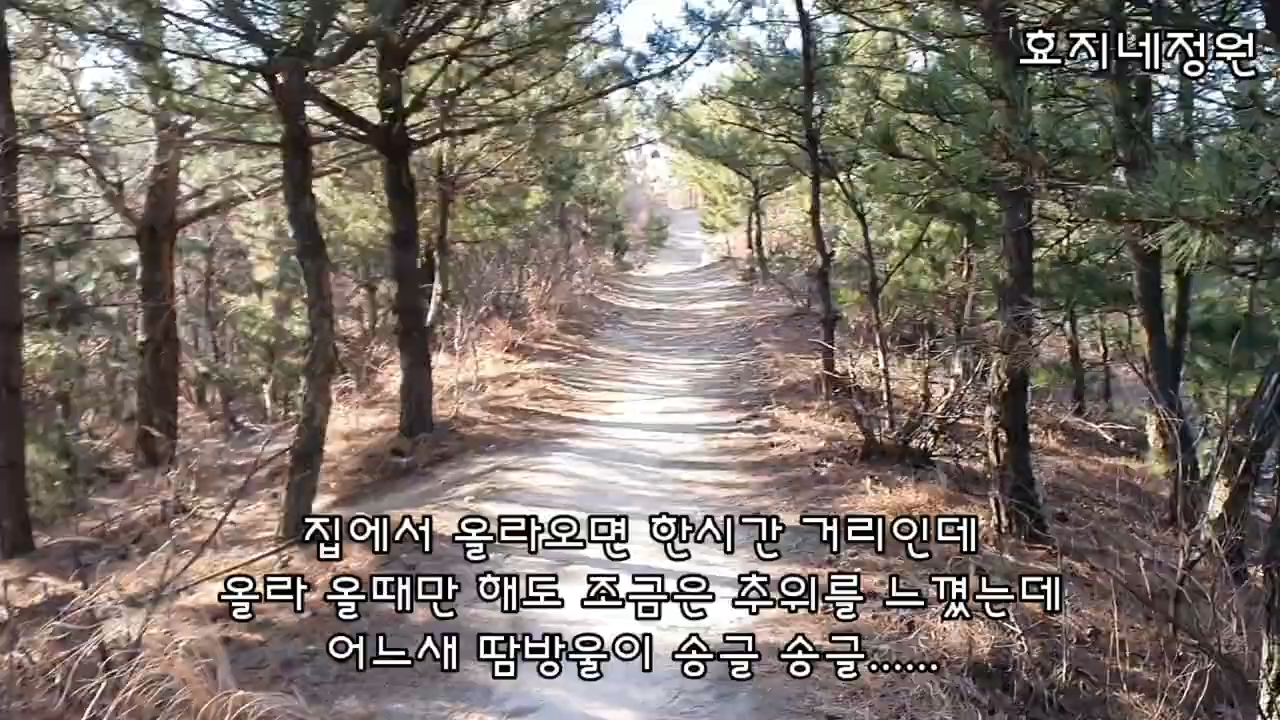 효지네정원
집에서 올라오면 한시간 거리인데
올라 올때만 해도 조금은 추위를 느꼈는데
어느새 땀방울이 송글 송글......